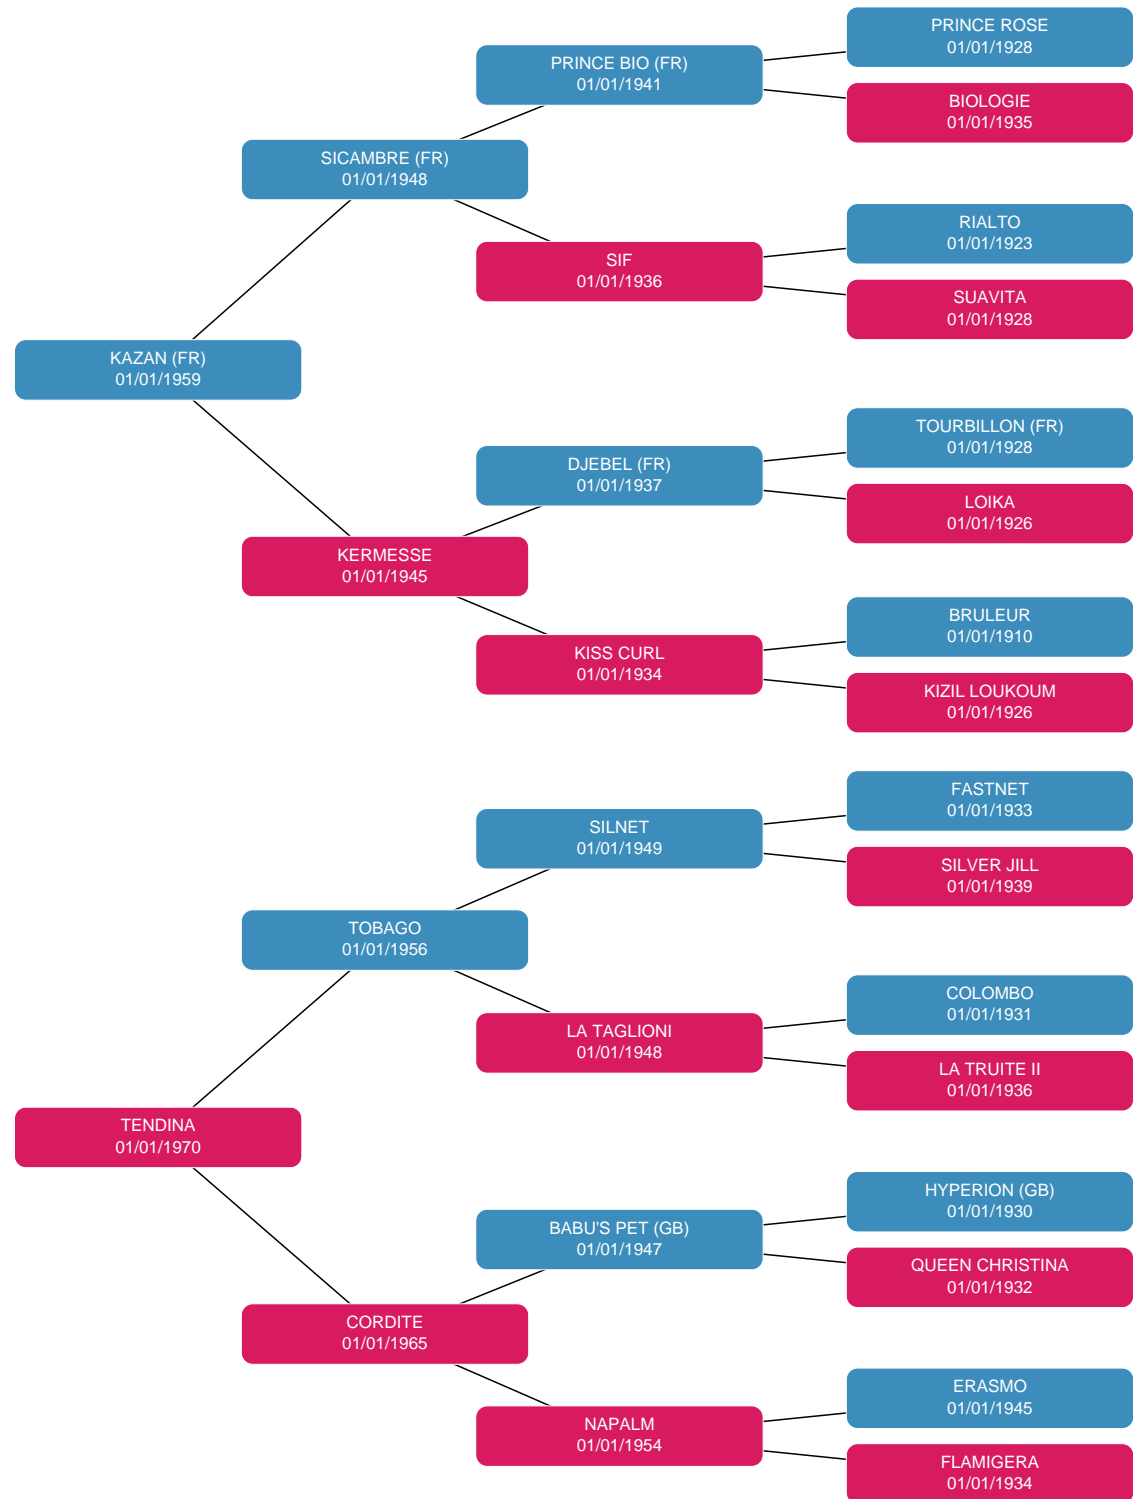 PRINCE ROSE
01/01/1928
PRINCE BIO (FR)
01/01/1941
BIOLOGIE
01/01/1935
SICAMBRE (FR)
01/01/1948
RIALTO
01/01/1923
SIF
01/01/1936
SUAVITA
01/01/1928
KAZAN (FR)
01/01/1959
TOURBILLON (FR)
01/01/1928
DJEBEL (FR)
01/01/1937
LOIKA
01/01/1926
KERMESSE
01/01/1945
BRULEUR
01/01/1910
KISS CURL
01/01/1934
KIZIL LOUKOUM
01/01/1926
FASTNET
01/01/1933
SILNET
01/01/1949
SILVER JILL
01/01/1939
TOBAGO
01/01/1956
COLOMBO
01/01/1931
LA TAGLIONI
01/01/1948
LA TRUITE II
01/01/1936
TENDINA
01/01/1970
HYPERION (GB)
01/01/1930
BABU'S PET (GB)
01/01/1947
QUEEN CHRISTINA
01/01/1932
CORDITE
01/01/1965
ERASMO
01/01/1945
NAPALM
01/01/1954
FLAMIGERA
01/01/1934